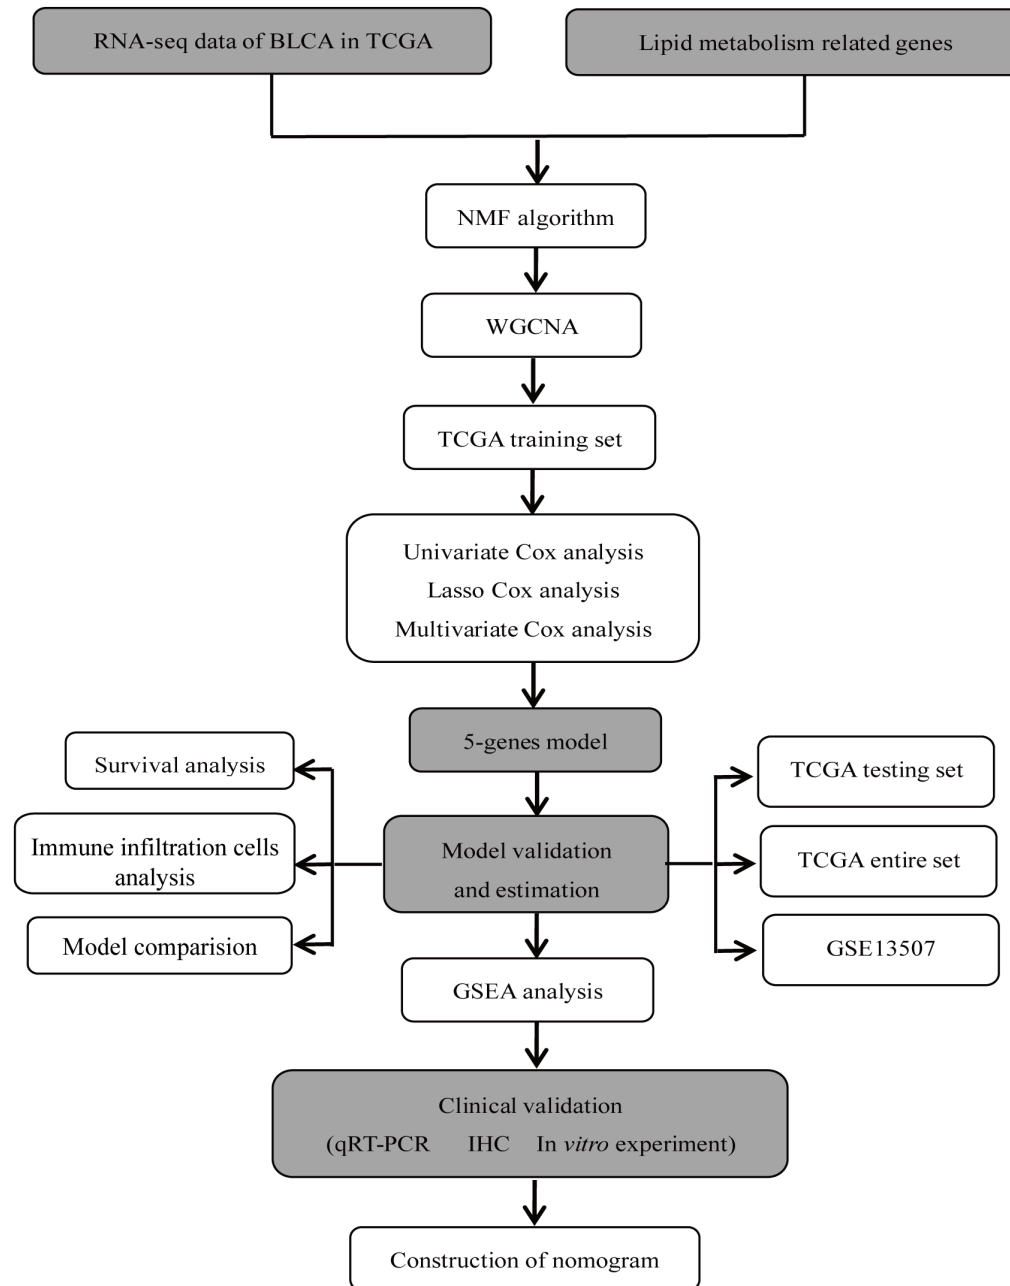 RNA-seq data of BLCA in TCGA
Lipid metabolism related genes
NMF algorithm
WGCNA
TCGA training set
Univariate Cox analysis
Lasso Cox analysis
Multivariate Cox analysis
5-genes model
Survival analysis
Immune infiltration cells
analysis
Model comparision
Model validation
and estimation
TCGA testing set
TCGA entire set
GSE13507
GSEA analysis
Clinical validation
(qRT-PCR IHC In vitro experiment)
Construction of nomogram